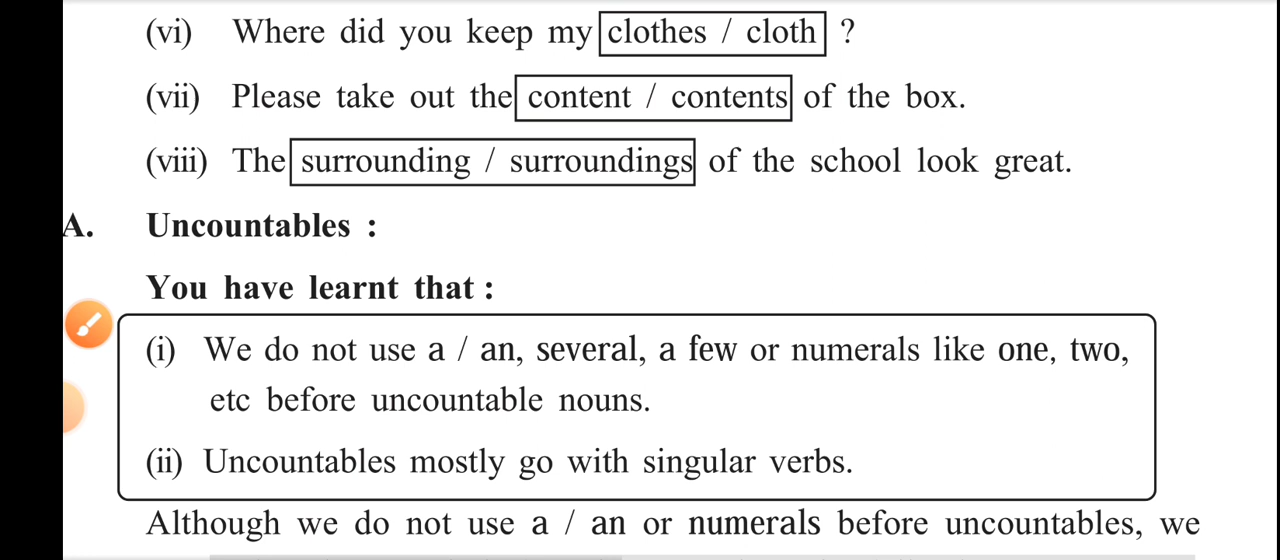 (vi) Where did you keep my clothes / cloth ?
(vii) Please take out the content / contents of the box.
(viii) The surrounding / surroundings of the school look great.
A. Uncountables :
You have learnt that :
(i) We do not use a / an, several, a few or numerals like one, two,
etc before uncountable nouns.
(ii) Uncountables mostly go with singular verbs.
Although we do not use a / an or numerals before uncountables, we